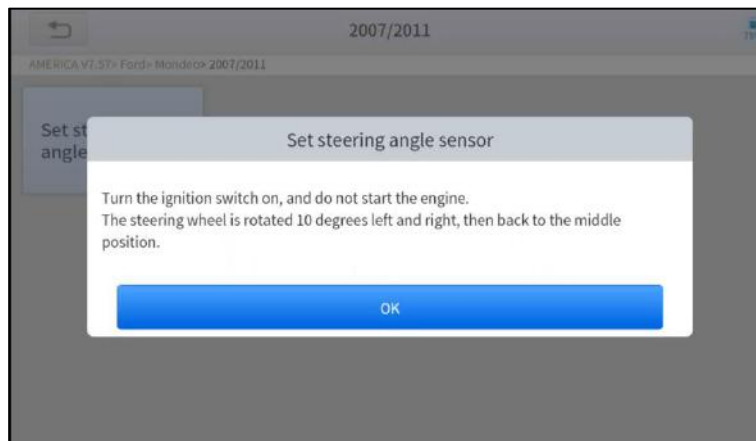 2007/2011
AMERICA V7.57> Ford> Mondeo> 2007/2011
Set st
angle
Set steering angle sensor
Turn the ignition switch on, and do not start the engine.
The steering wheel is rotated 10 degrees left and right, then back to the middle
position.
OK